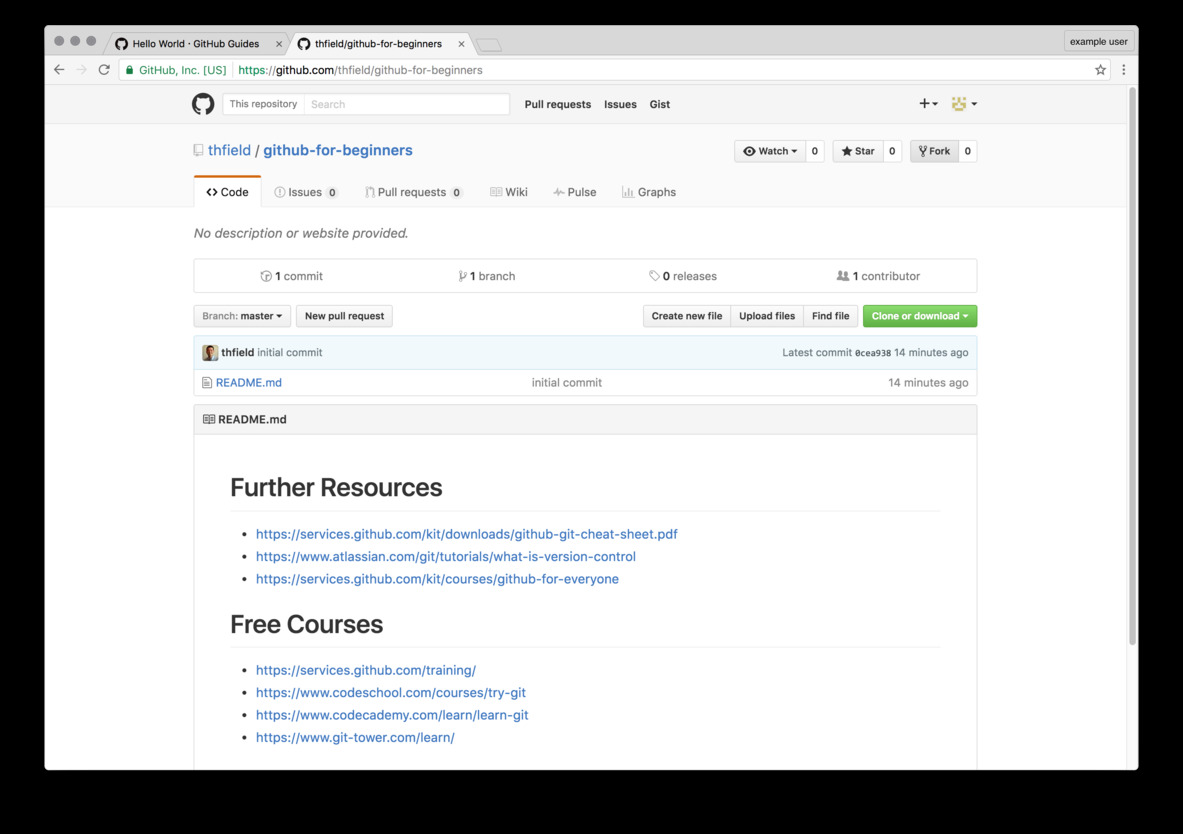 Hello World · GitHub Guides × thfield/github-for-beginners × example user
GitHub, Inc. [US] https://github.com/thfield/github-for-beginners
This repository Search Pull requests Issues Gist
thfield / github-for-beginners Watch 0 Star 0 Fork 0
Code Issues 0 Pull requests 0 Wiki Pulse Graphs
No description or website provided.
1 commit 1 branch 0 releases 1 contributor
Branch: master New pull request Create new file Upload files Find file Clone or download
thfield initial commit Latest commit 0cea938 14 minutes ago
README.md initial commit 14 minutes ago
README.md
Further Resources
• https://services.github.com/kit/downloads/github-git-cheat-sheet.pdf
• https://www.atlassian.com/git/tutorials/what-is-version-control
• https://services.github.com/kit/courses/github-for-everyone
Free Courses
• https://services.github.com/training/
• https://www.codeschool.com/courses/try-git
• https://www.codecademy.com/learn/learn-git
• https://www.git-tower.com/learn/